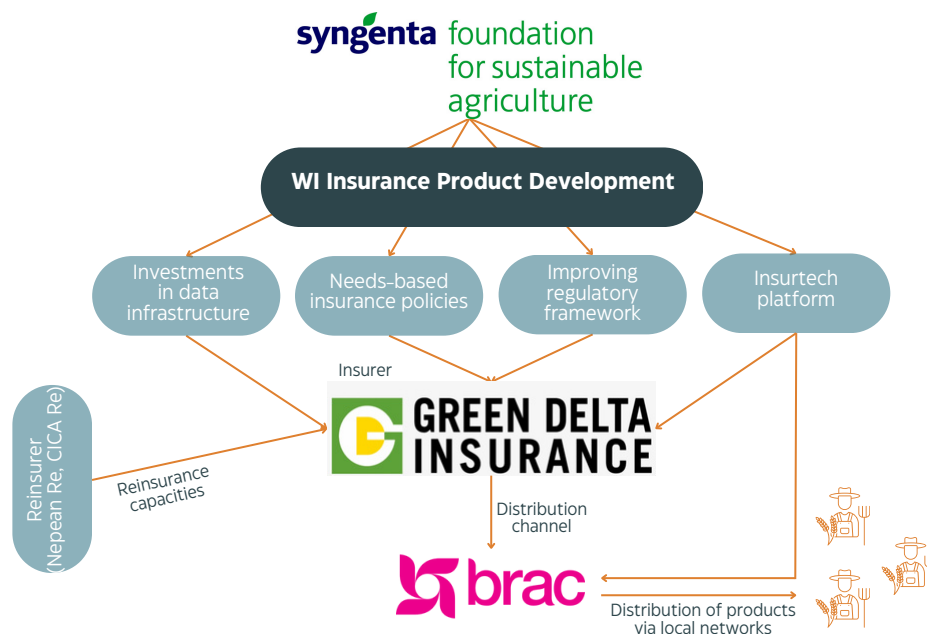 syngenta foundation
for sustainable
agriculture
WI Insurance Product Development
Investments
in data
infrastructure
Needs-based
insurance policies
Improving
regulatory
framework
Insurtech
platform
Insurer
GREEN DELTA
INSURANCE
Reinsurer
(Nepean Re, CICA Re)
Reinsurance
capacities
Distribution
channel
brac
Distribution of products
via local networks